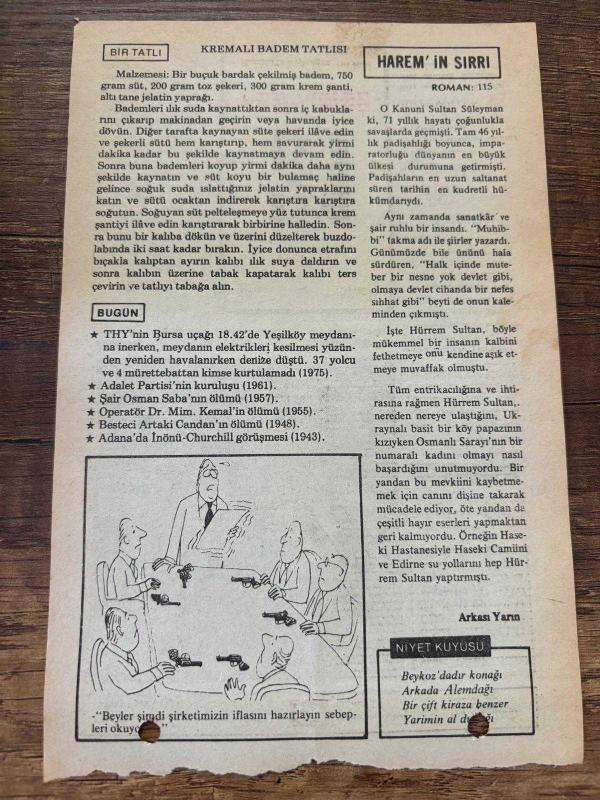 BİR TATLI
KREMALI BADEM TATLISI
Malzemesi: Bir buçuk bardak çekilmiş badem, 750
gram süt, 200 gram toz şekeri, 300 gram krem şanti,
altı tane jelatin yaprağı.
Bademleri ılık suda kaynattıktan sonra iç kabukla-
rını çıkarıp makinadan geçirin veya havanda iyice
dövün. Diğer tarafta kaynayan süte şekeri ilâve edin
ve şekerli sütü hem karıştırıp, hem savurarak yirmi
dakika kadar bu şekilde kaynatmaya devam edin.
Sonra buna bademleri koyup yirmi dakika daha aynı
şekilde kaynatın ve süt koyu bir bulamaç haline
gelince soğuk suda ıslattığınız jelatin yapraklarını
katın ve sütü ocaktan indirerek karıştıra karıştıra
soğutun. Soğuyan süt pelteleşmeye yüz tutunca krem
şantiyi ilâve edin karıştırarak birbirine halledin. Son-
ra bunu bir kalıba dökün ve üzerini düzelterek buzdo-
labında iki saat kadar bırakın. İyice donunca etrafını
bıçakla kalıptan ayırın kalıbı ılık suya daldırın ve
sonra kalıbın üzerine tabak kapatarak kalıbı ters
çevirin ve tatlıyı tabağa alın.
BUGÜN
★ THY'nin Bursa uçağı 18.42'de Yeşilköy meydanı-
na inerken, meydanın elektrikleri kesilmesi yüzün-
den yeniden havalanırken denize düştü. 37 yolcu
ve 4 mürettebattan kimse kurtulamadı (1975).
★ Adalet Partisi'nin kuruluşu (1961).
★ Şair Osman Saba'nın ölümü (1957).
★ Operatör Dr. Mim. Kemal'in ölümü (1955).
★ Besteci Artaki Candan'ın ölümü (1948).
★ Adana'da İnönü-Churchill görüşmesi (1943).
-"Beyler şimdi şirketimizin iflasını hazırlayın sebep-
leri okuyo
HAREM'İN SIRRI
ROMAN: 115
O Kanuni Sultan Süleyman
ki, 71 yıllık hayatı çoğunlukla
savaşlarda geçmişti. Tam 46 yıl-
lık padişahlığı boyunca, impa-
ratorluğu dünyanın en büyük
ülkesi durumuna getirmişti.
Padişahların en uzun saltanat
süren tarihin en kudretli hü-
kümdarıydı.
Aynı zamanda sanatkâr ve
şair ruhlu bir insandı. "Muhib-
bi" takma adı ile şiirler yazardı.
Günümüzde bile ününü hala
sürdüren, "Halk içinde mute-
ber bir nesne yok devlet gibi,
olmaya devlet cihanda bir nefes
sıhhat gibi" beyti de onun kale-
minden çıkmıştı.
İşte Hürrem Sultan, böyle
mükemmel bir insanın kalbini
fethetmeye onu kendine aşık et-
meye muvaffak olmuştu.
Tüm entrikacılığına ve ihti-
rasına rağmen Hürrem Sultan,
nereden nereye ulaştığını, Uk-
raynalı basit bir köy papazının
kızıyken Osmanlı Sarayı'nın bir
numaralı kadını olmayı nasıl
başardığını unutmuyordu. Bir
yandan bu mevkiini kaybetme-
mek için canını dişine takarak
mücadele ediyor, öte yandan da
çeşitli hayır eserleri yapmaktan
geri kalmıyordu. Örneğin Hase-
ki Hastanesiyle Haseki Camiini
ve Edirne su yollarını hep Hür-
rem Sultan yaptırmıştı.
Arkası Yarın
NİYET KUYUSU
Beykoz'dadır konağı
Arkada Alemdağı
Bir çift kiraza benzer
Yarimin al